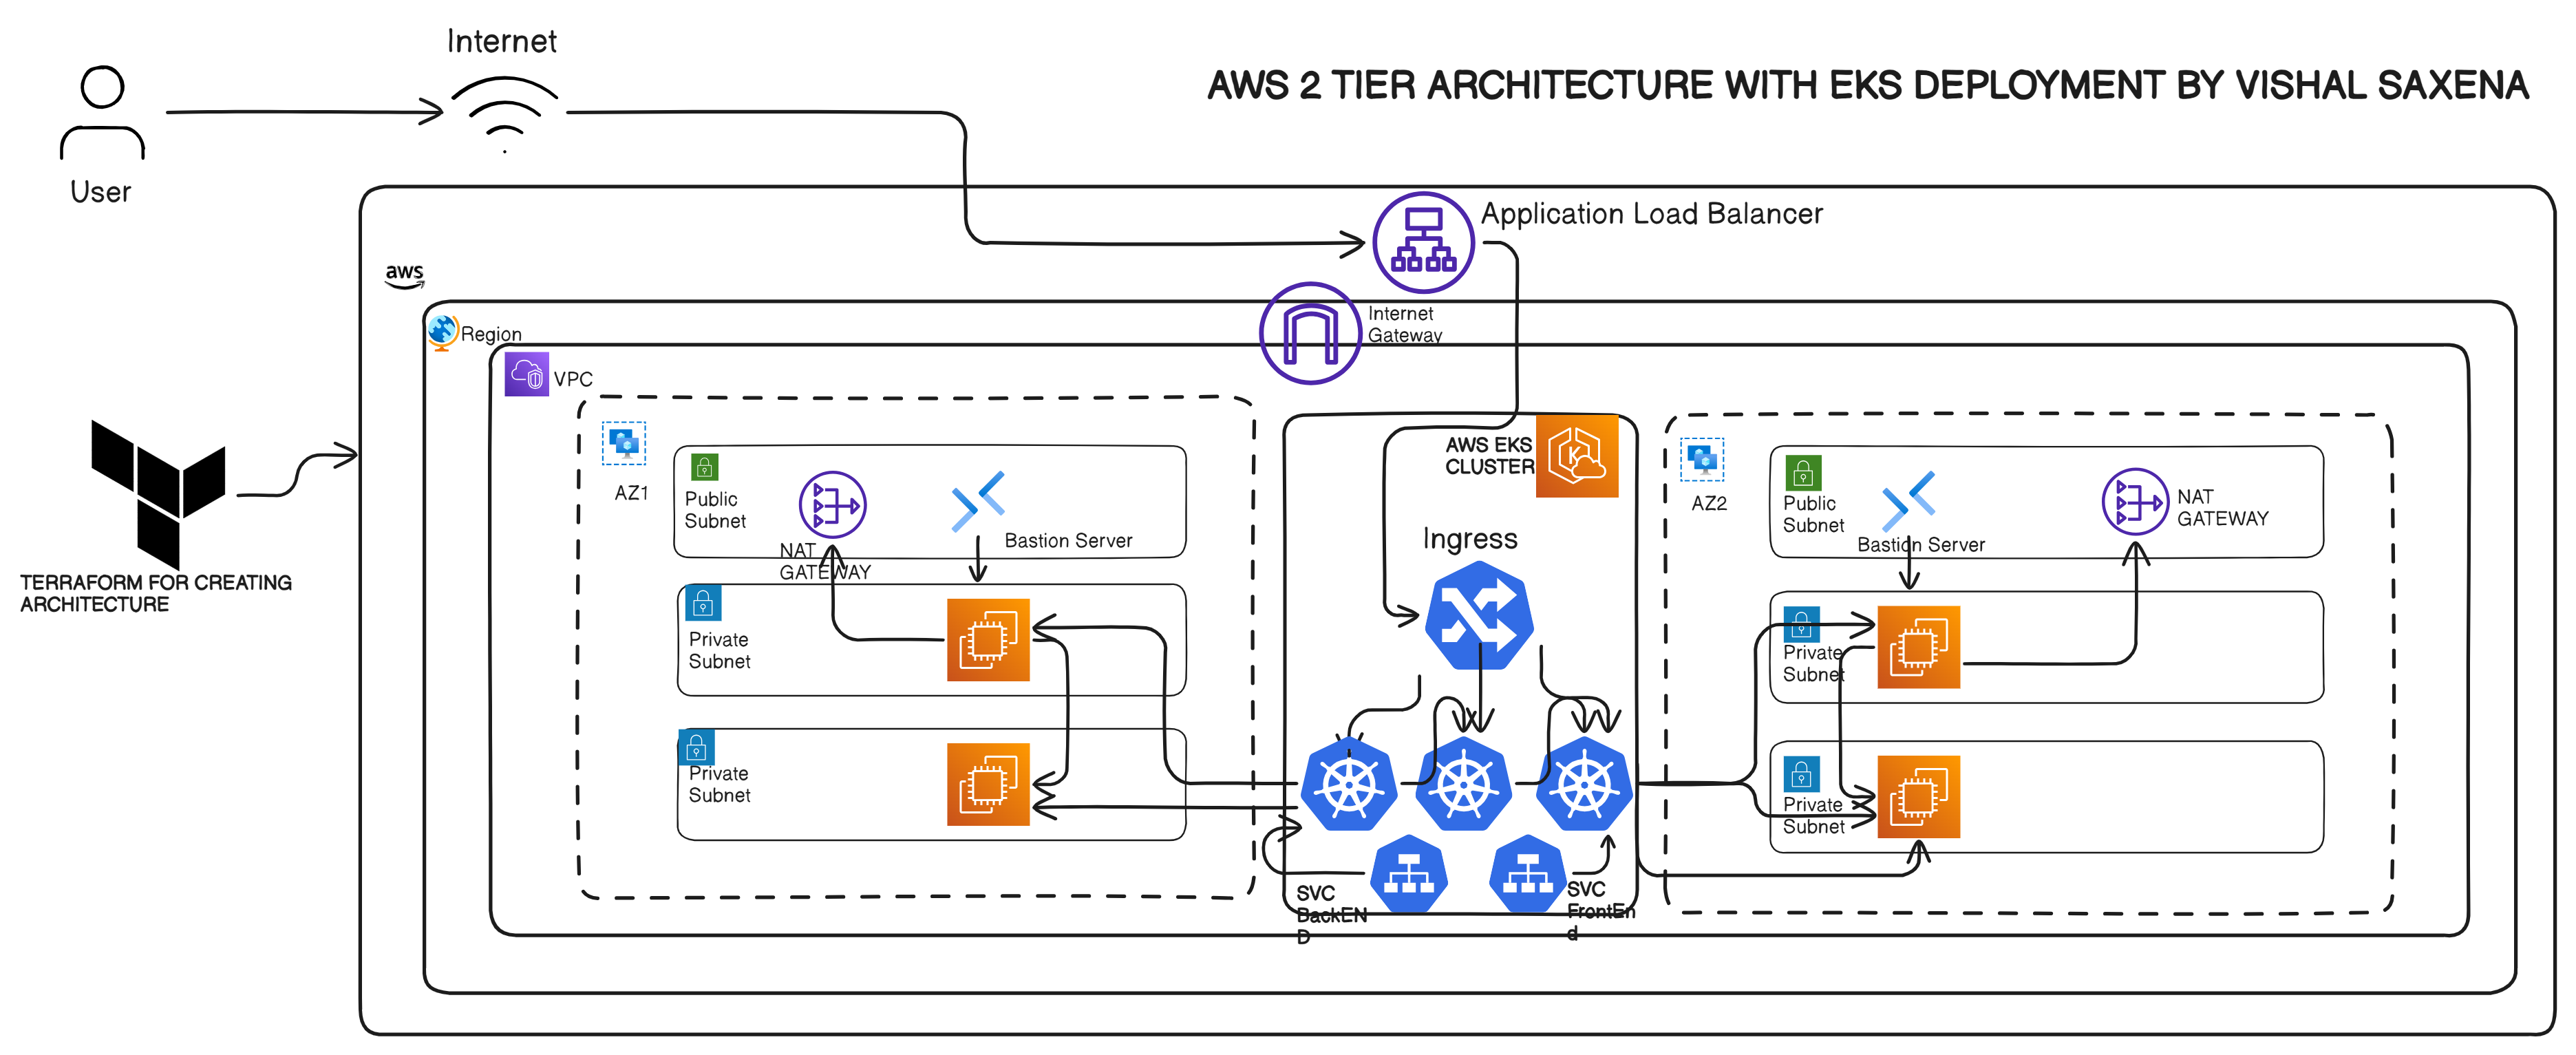 Internet
AWS 2 TIER ARCHITECTURE WITH EKS DEPLOYMENT BY VISHAL SAXENA
User
Application Load Balancer
aws
Internet
Gateway
Region
VPC
AZ1
Public
Subnet
NAT
GATEWAY
Bastion Server
Private
Subnet
Private
Subnet
AWS EKS
CLUSTER
K
Ingress
SVC
BackEN
D
SVC
FrontEn
d
AZ2
Public
Subnet
Bastion Server
NAT
GATEWAY
Private
Subnet
Private
Subnet
TERRAFORM FOR CREATING
ARCHITECTURE